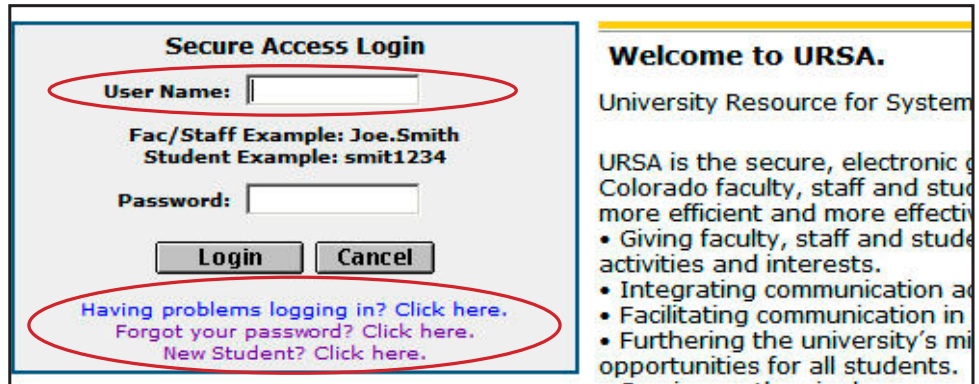 Secure Access Login
User Name:
Fac/Staff Example: Joe.Smith
Student Example: smit1234
Password:
Login Cancel
Having problems logging in? Click here.
Forgot your password? Click here.
New Student? Click here.
Welcome to URSA.
University Resource for System
URSA is the secure, electronic
Colorado faculty, staff and
more efficient and more
• Giving faculty, staff and
activities and interests.
• Integrating communication
• Facilitating communication in
• Furthering the university's
opportunities for all students.